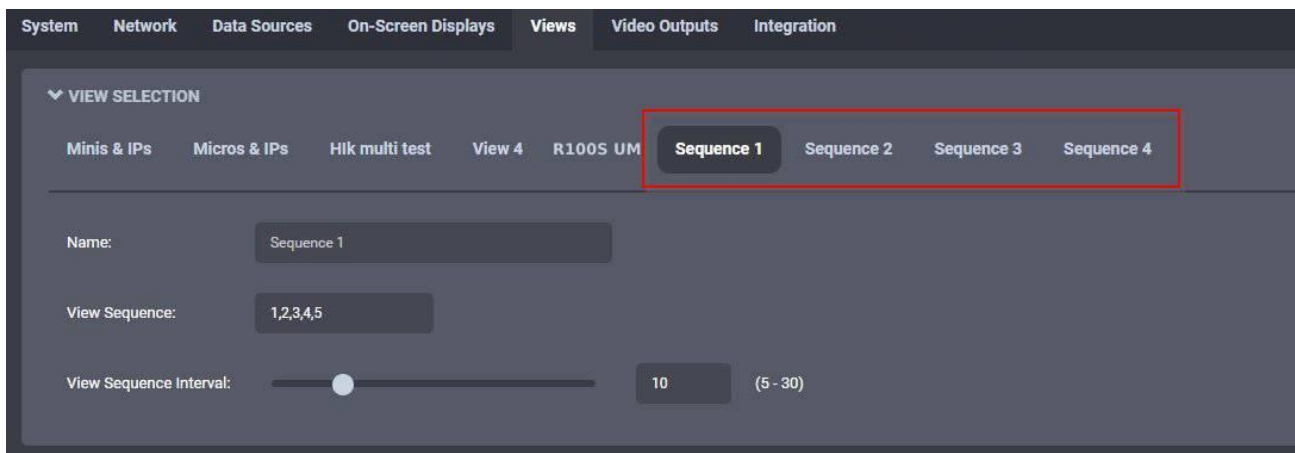 System Network Data Sources On-Screen Displays Views Video Outputs Integration
VIEW SELECTION
Minis & IPs Micros & IPs HIk multi test View 4 R100S UM Sequence 1 Sequence 2 Sequence 3 Sequence 4
Name: Sequence 1
View Sequence: 1,2,3,4,5
View Sequence Interval: 10 (5 - 30)